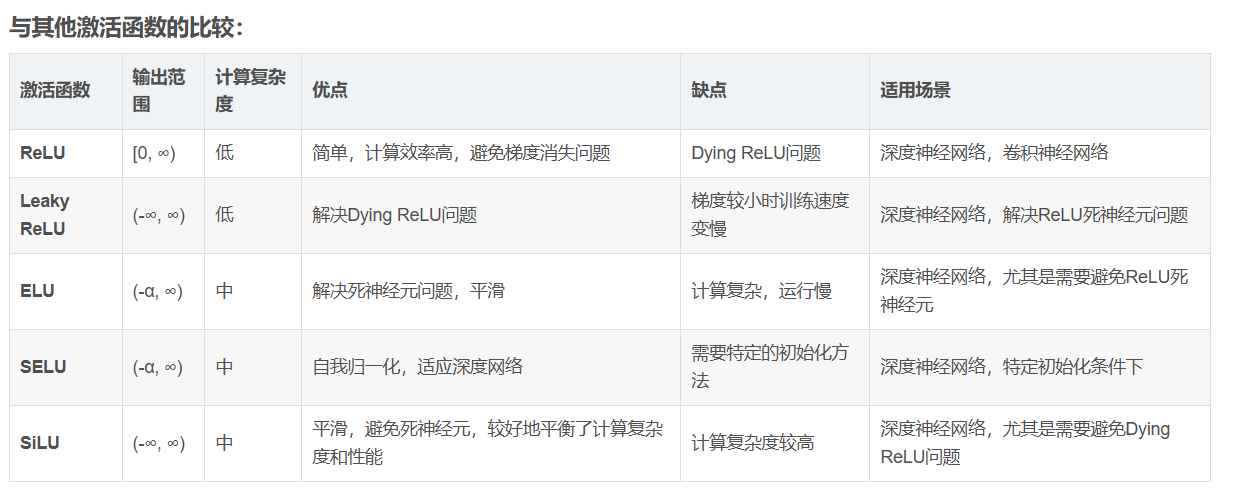 与其他激活函数的比较：
激活函数 输出范围 计算复杂度 优点 缺点 适用场景
ReLU [0, ∞) 低 简单，计算效率高，避免梯度消失问题 Dying ReLU问题 深度神经网络，卷积神经网络
Leaky ReLU (-∞, ∞) 低 解决Dying ReLU问题 梯度较小时训练速度变慢 深度神经网络，解决ReLU死神经元问题
ELU (-α, ∞) 中 解决死神经元问题，平滑 计算复杂，运行慢 深度神经网络，尤其是需要避免ReLU死神经元
SELU (-α, ∞) 中 自我归一化，适应深度网络 需要特定的初始化方法 深度神经网络，特定初始化条件下
SiLU (-∞, ∞) 中 平滑，避免死神经元，较好地平衡了计算复杂度和性能 计算复杂度较高 深度神经网络，尤其是需要避免Dying ReLU问题